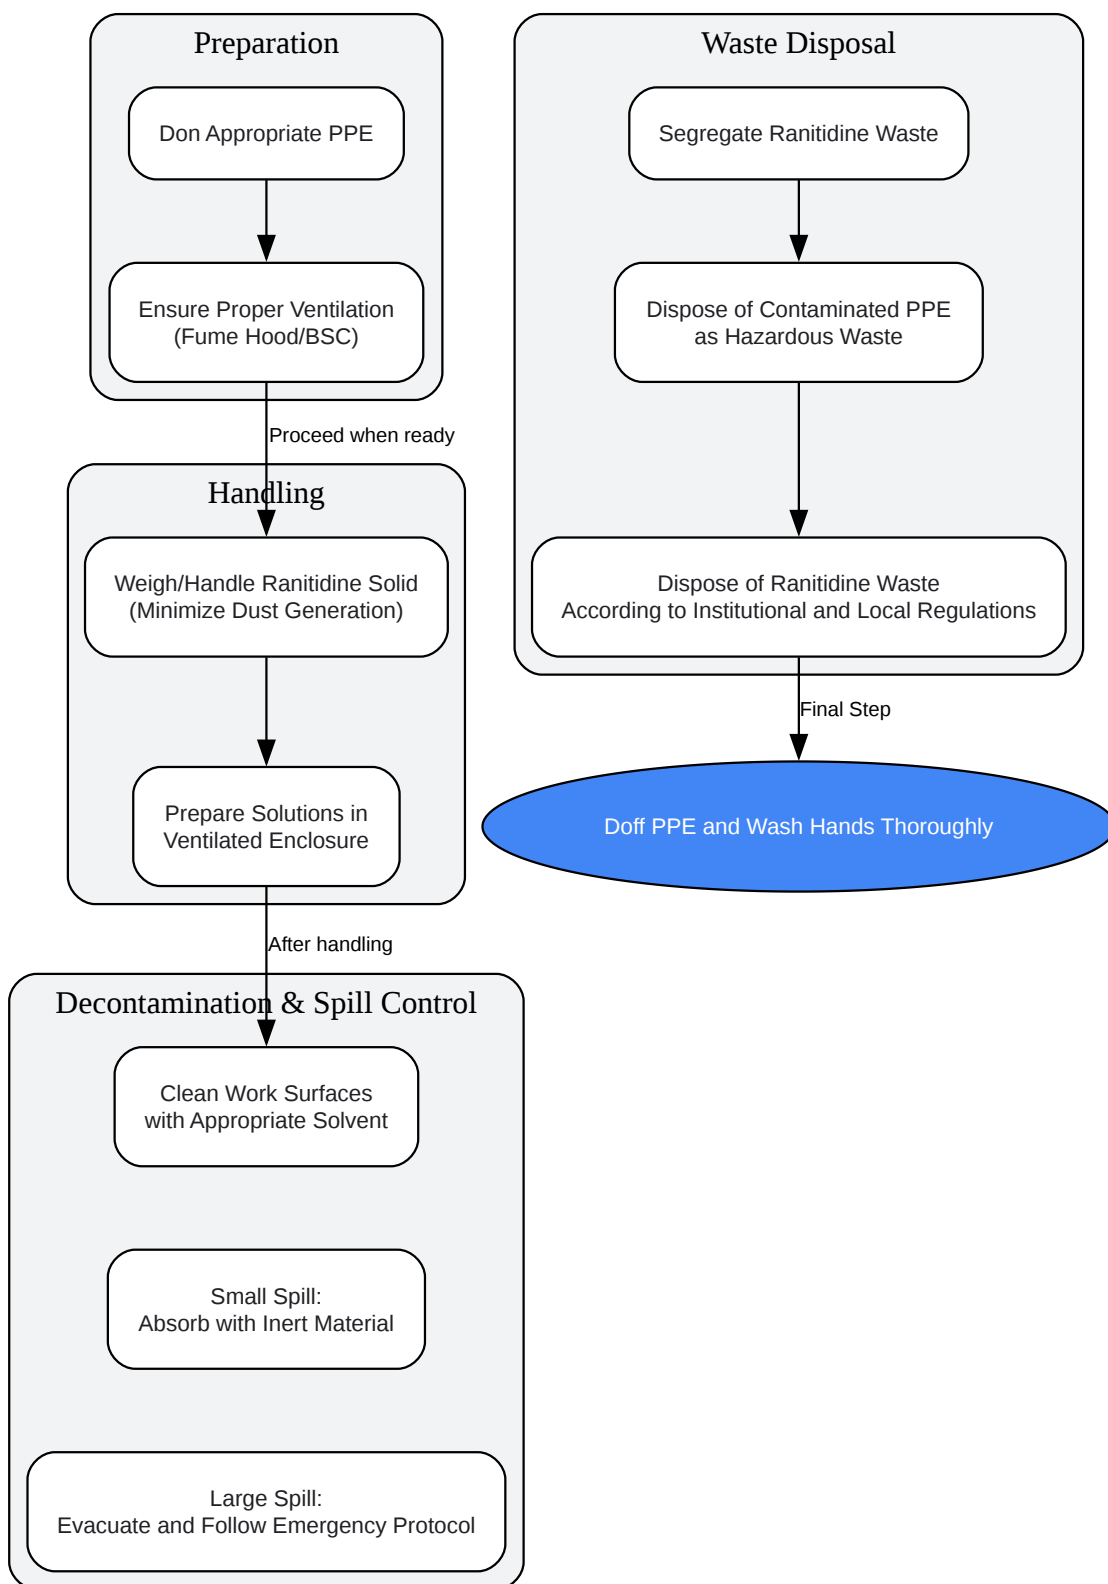 Preparation
Don Appropriate PPE
Ensure Proper Ventilation
(Fume Hood/BSC)
Proceed when ready
Handling
Weigh/Handle Ranitidine Solid
(Minimize Dust Generation)
Prepare Solutions in
Ventilated Enclosure
After handling
Decontamination & Spill Control
Clean Work Surfaces
with Appropriate Solvent
Small Spill:
Absorb with Inert Material
Large Spill:
Evacuate and Follow Emergency Protocol
Waste Disposal
Segregate Ranitidine Waste
Dispose of Contaminated PPE
as Hazardous Waste
Dispose of Ranitidine Waste
According to Institutional and Local Regulations
Final Step
Doff PPE and Wash Hands Thoroughly